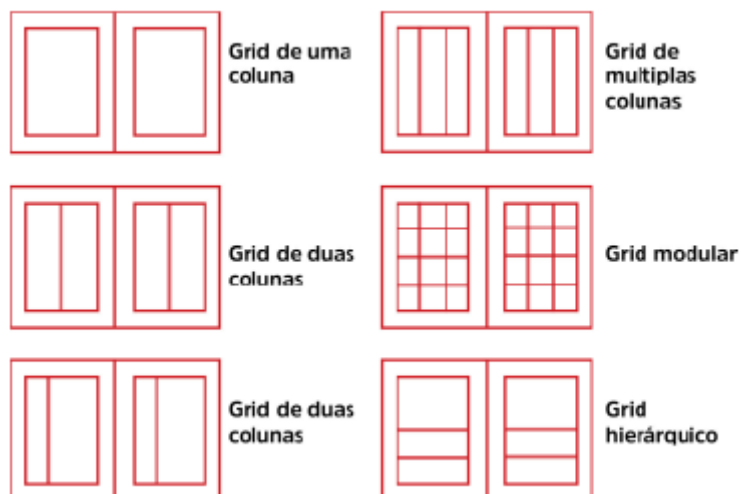 Grid de uma
coluna
Grid de
multiplas
colunas
Grid de duas
colunas
Grid modular
Grid de duas
colunas
Grid
hierárquico